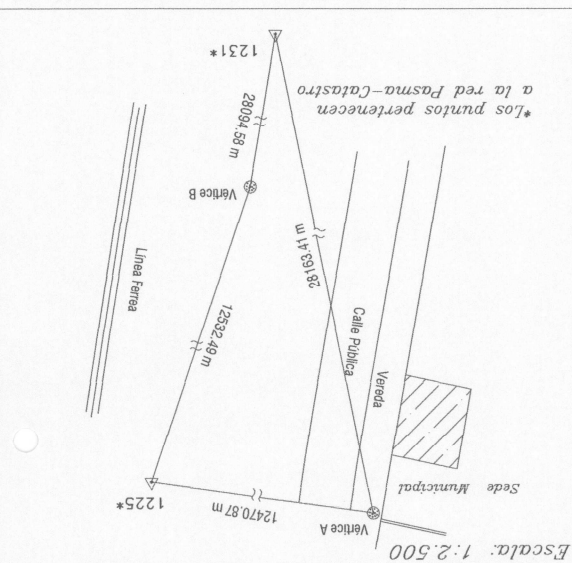 Escala: 1:2.500
Sede Municipal
Vértice A
12470.87 m
1225*
Vereda
Calle Pública
28163.41 m
12532.49 m
Línea Ferrea
Vértice B
28094.58 m
*Los puntos pertenecen
a la red Pasma-Catastro
1231*